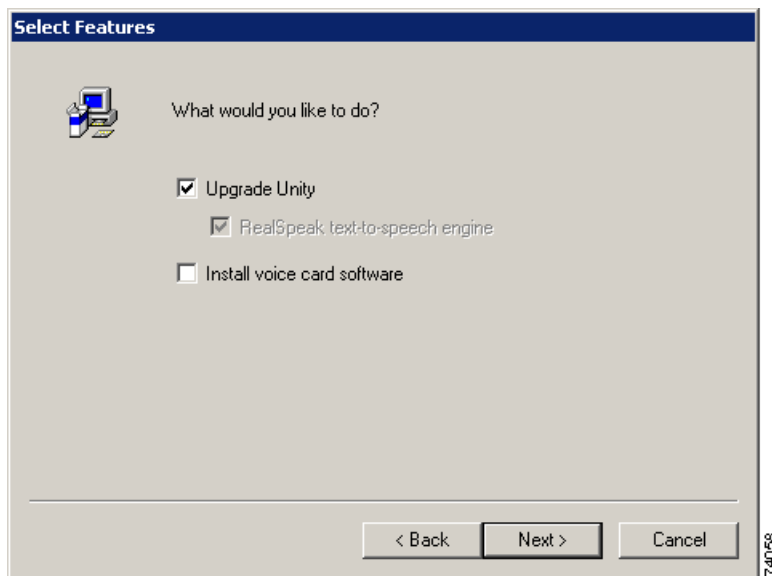 Select Features
What would you like to do?
Upgrade Unity
RealSpeak text-to-speech engine
Install voice card software
< Back
Next >
Cancel
74058